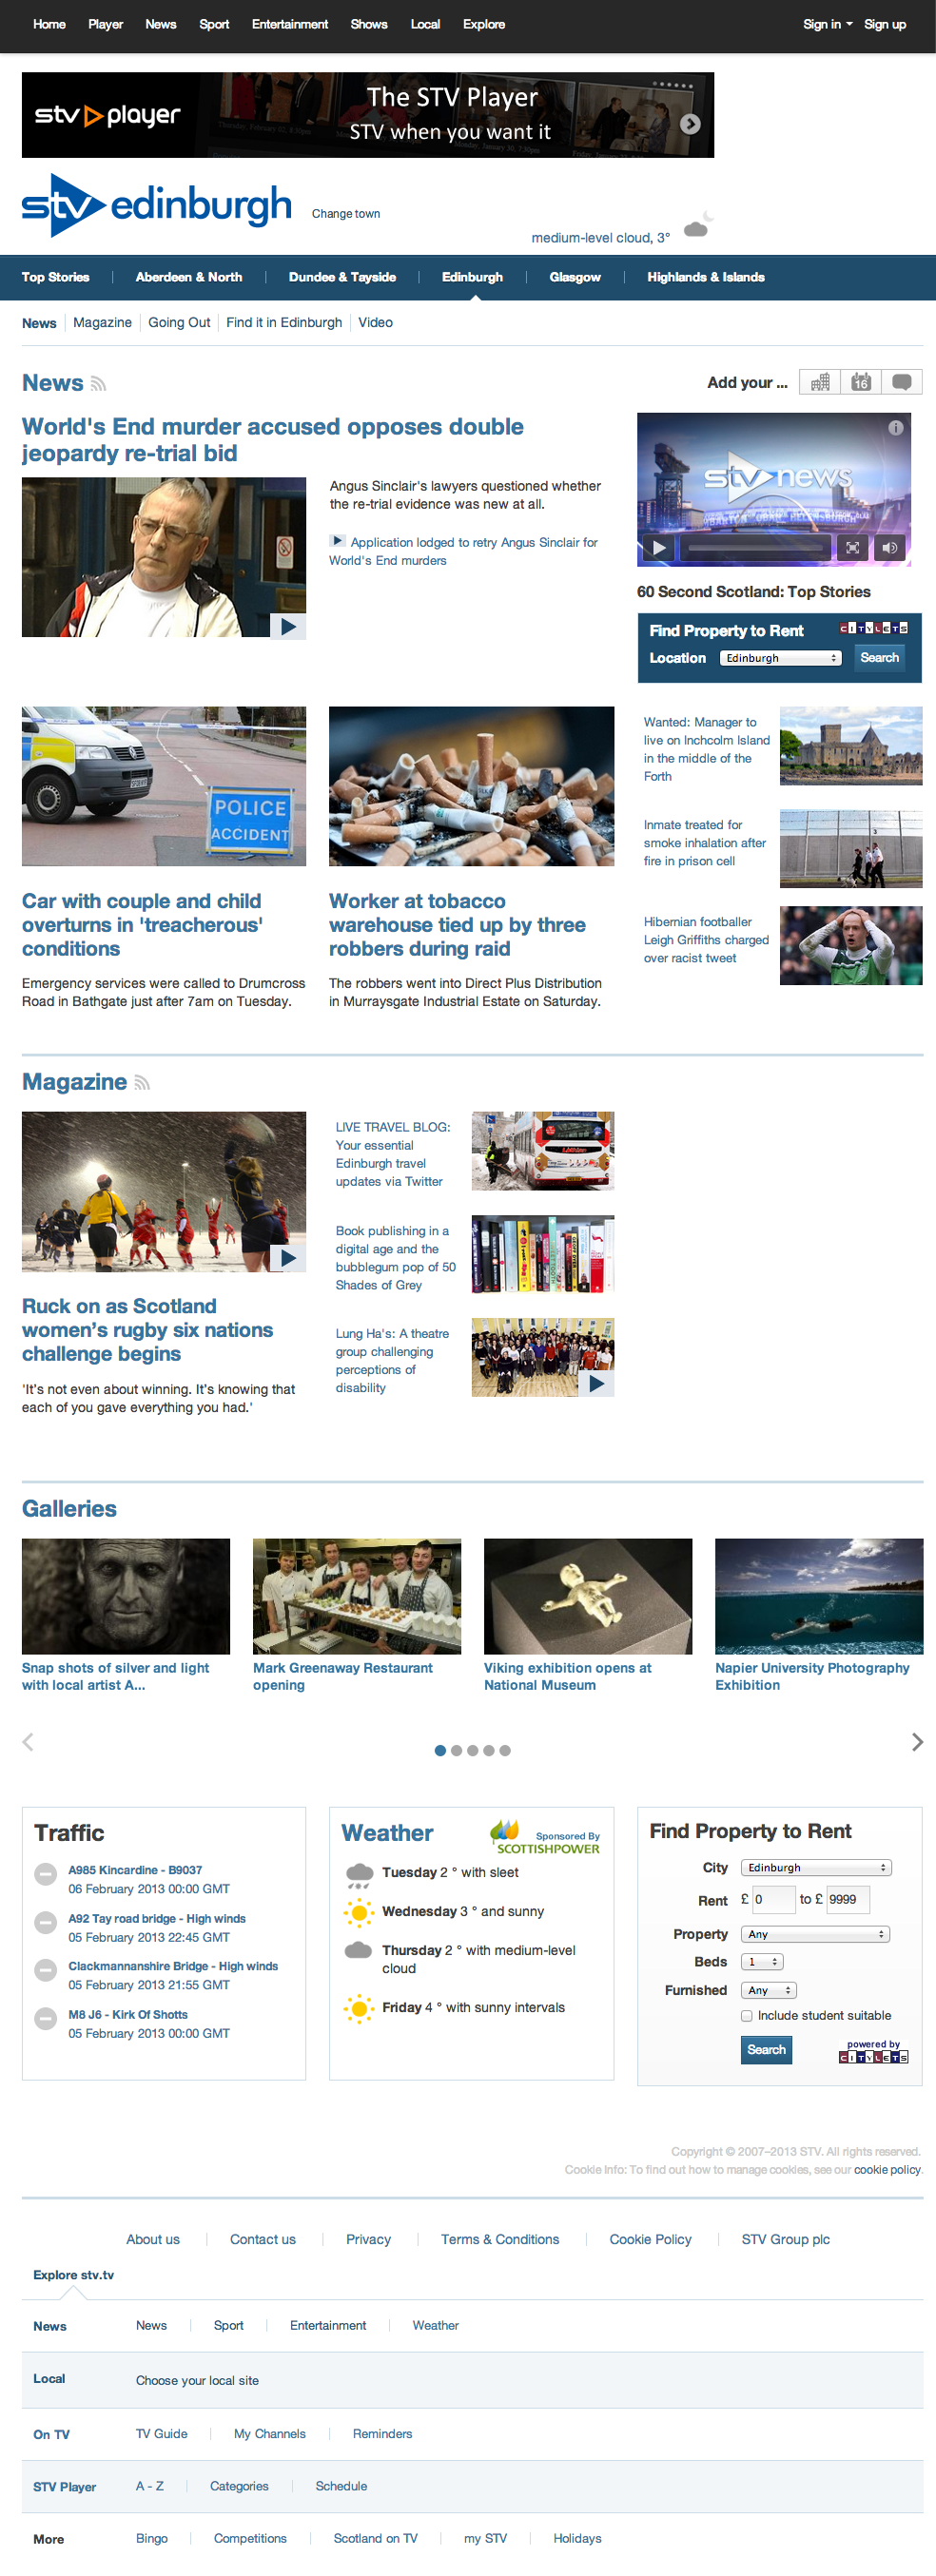 Home Player News Sport Entertainment Shows Local Explore Sign in Sign up
stv player
The STV Player
STV when you want it
stv edinburgh Change town
medium-level cloud, 3°
Top Stories Aberdeen & North Dundee & Tayside Edinburgh Glasgow Highlands & Islands
News Magazine Going Out Find it in Edinburgh Video
News
Add your ...
16
World's End murder accused opposes double
jeopardy re-trial bid
Angus Sinclair's lawyers questioned whether
the re-trial evidence was new at all.
Application lodged to retry Angus Sinclair for
World's End murders
stv news
60 Second Scotland: Top Stories
Find Property to Rent CITYLETS
Location Edinburgh Search
POLICE
ACCIDENT
Car with couple and child
overturns in 'treacherous'
conditions
Emergency services were called to Drumcross
Road in Bathgate just after 7am on Tuesday.
Worker at tobacco
warehouse tied up by three
robbers during raid
The robbers went into Direct Plus Distribution
in Murraysgate Industrial Estate on Saturday.
Wanted: Manager to
live on Inchcolm Island
in the middle of the
Forth
Inmate treated for
smoke inhalation after
fire in prison cell
Hibernian footballer
Leigh Griffiths charged
over racist tweet
Magazine
Ruck on as Scotland
women’s rugby six nations
challenge begins
'It’s not even about winning. It’s knowing that
each of you gave everything you had.'
LIVE TRAVEL BLOG:
Your essential
Edinburgh travel
updates via Twitter
Book publishing in a
digital age and the
bubblegum pop of 50
Shades of Grey
Lung Ha's: A theatre
group challenging
perceptions of
disability
Galleries
Snap shots of silver and light
with local artist A...
Mark Greenaway Restaurant
opening
Viking exhibition opens at
National Museum
Napier University Photography
Exhibition
Traffic
A985 Kincardine - B9037
06 February 2013 00:00 GMT
A92 Tay road bridge - High winds
05 February 2013 22:45 GMT
Clackmannanshire Bridge - High winds
05 February 2013 21:55 GMT
M8 J6 - Kirk Of Shotts
05 February 2013 00:00 GMT
Weather
Sponsored By
SCOTTISHPOWER
Tuesday 2 ° with sleet
Wednesday 3 ° and sunny
Thursday 2 ° with medium-level
cloud
Friday 4 ° with sunny intervals
Find Property to Rent
City Edinburgh
Rent £ 0 to £ 9999
Property Any
Beds 1
Furnished Any
Include student suitable
Search
powered by
CITYLETS
Copyright © 2007–2013 STV. All rights reserved.
Cookie Info: To find out how to manage cookies, see our cookie policy.
About us Contact us Privacy Terms & Conditions Cookie Policy STV Group plc
Explore stv.tv
News News Sport Entertainment Weather
Local Choose your local site
On TV TV Guide My Channels Reminders
STV Player A - Z Categories Schedule
More Bingo Competitions Scotland on TV my STV Holidays